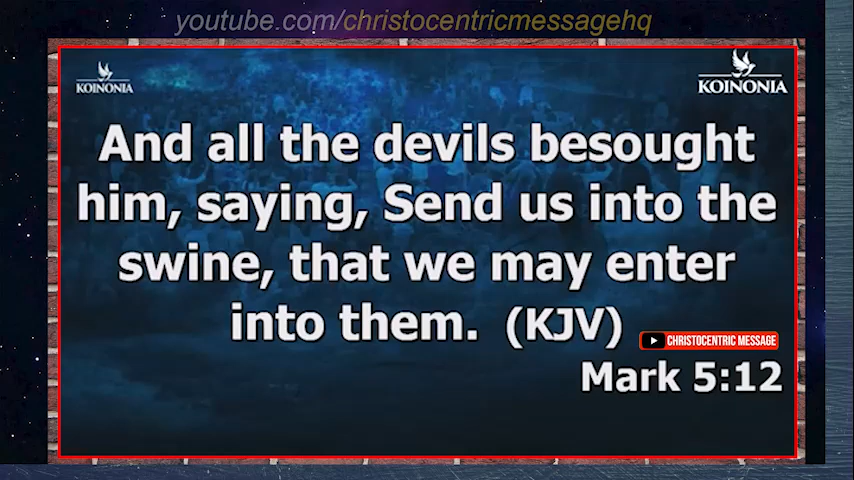 youtube.com/christocentricmessagehq
KOINONIA
KOINONIA
And all the devils besought
him, saying, Send us into the
swine, that we may enter
into them. (KJV)
CHRISTOCENTRIC MESSAGE
Mark 5:12